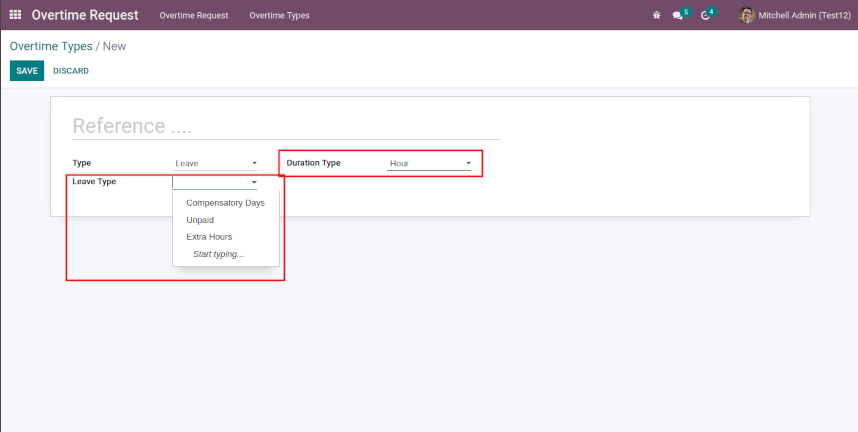 Overtime Request Overtime Request Overtime Types 5 4 Mitchell Admin (Test12)
Overtime Types / New
SAVE DISCARD
Reference ....
Type Leave Duration Type Hour
Leave Type
Compensatory Days
Unpaid
Extra Hours
Start typing...